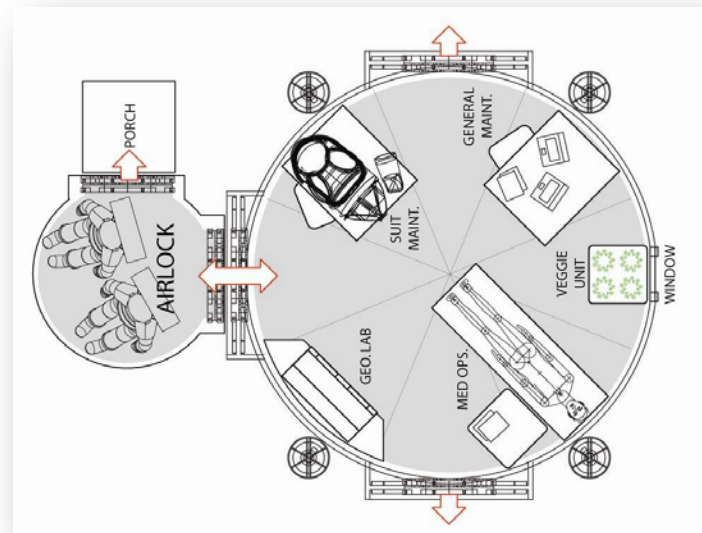 PORCH
AIRLOCK
SUIT
MAINT.
GENERAL
MAINT.
VEGGIE
UNIT
WINDOW
GEO.LAB
MED OPS.